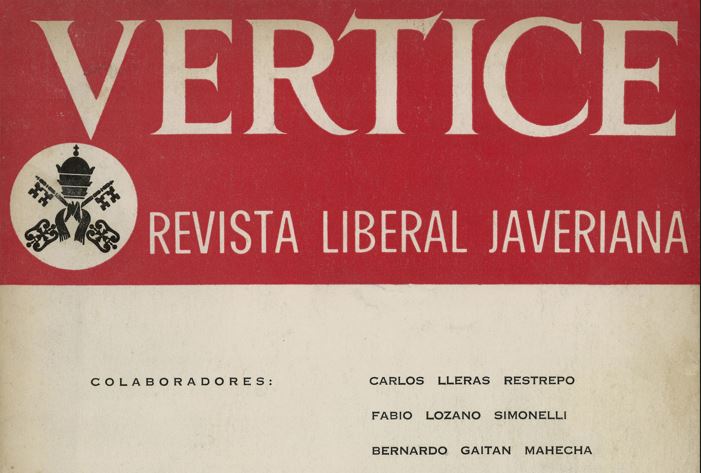 VERTICE
REVISTA LIBERAL JAVERIANA
COLABORADORES: CARLOS LLERAS RESTREPO
FABIO LOZANO SIMONELLI
BERNARDO GAITAN MAHECHA